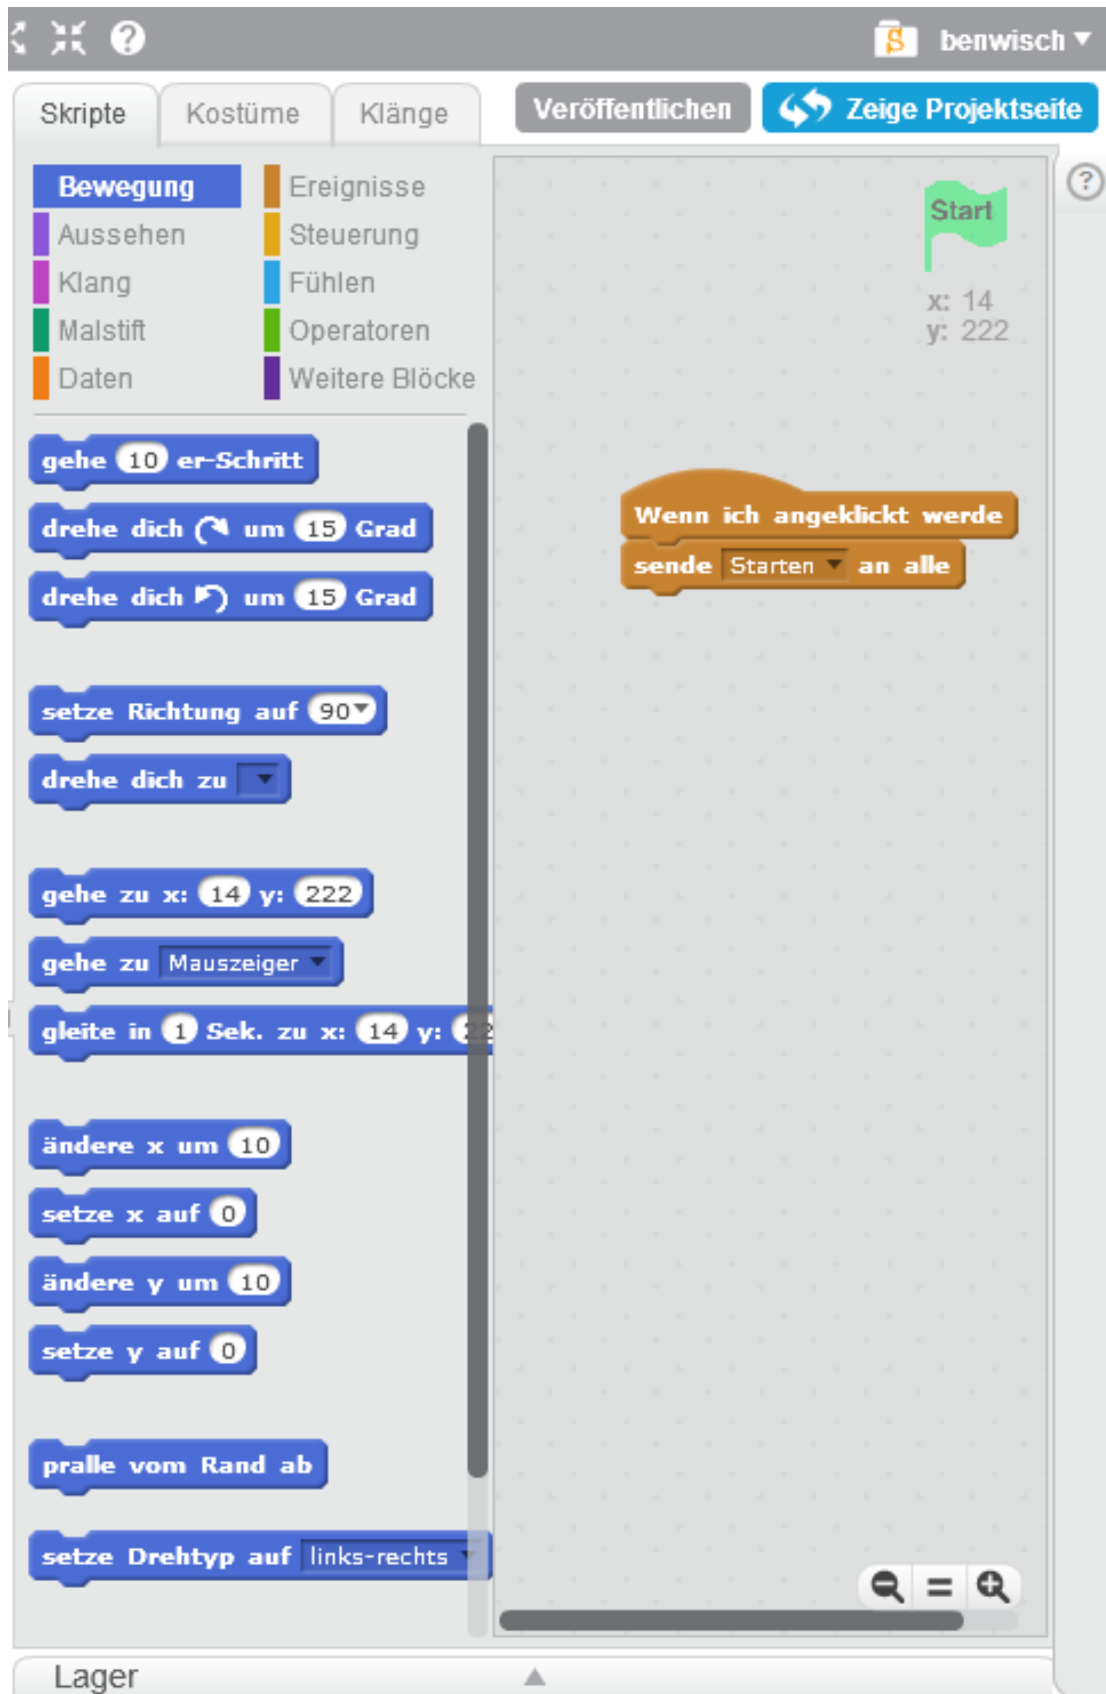 benwisch
Skripte Kostüme Klänge Veröffentlichen Zeige Projektseite
Bewegung Ereignisse
Aussehen Steuerung
Klang Fühlen
Malstift Operatoren
Daten Weitere Blöcke
Start
x: 14
y: 222
gehe 10 er-Schritt
drehe dich um 15 Grad
drehe dich um 15 Grad
setze Richtung auf 90
drehe dich zu
gehe zu x: 14 y: 222
gehe zu Mauszeiger
gleite in 1 Sek. zu x: 14 y: 22
ändere x um 10
setze x auf 0
ändere y um 10
setze y auf 0
pralle vom Rand ab
setze Drehtyp auf links-rechts
Wenn ich angeklickt werde
sende Starten an alle
Lager